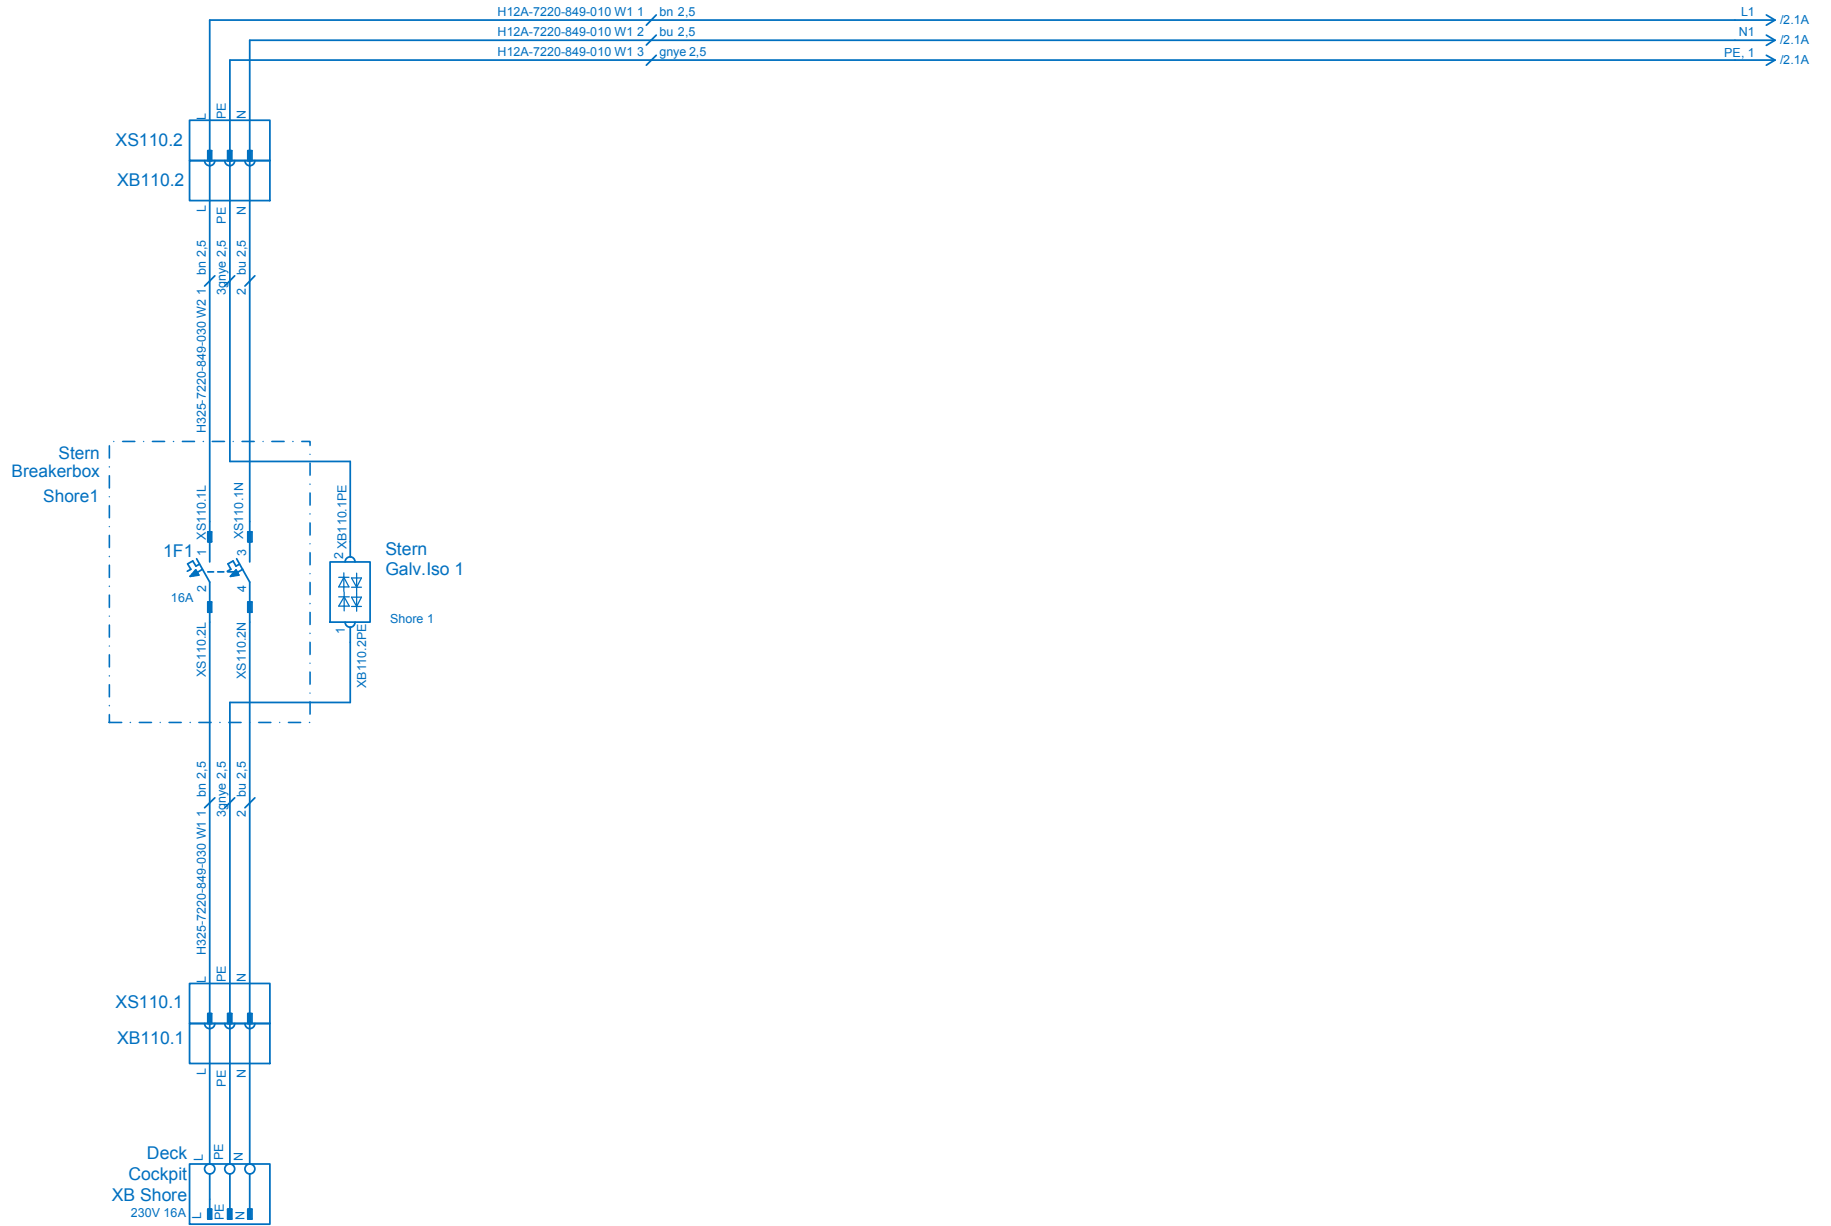 H12A-7220-849-010 W1 1 bn 2,5 L1 /2.1A
H12A-7220-849-010 W1 2 bu 2,5 N1 /2.1A
H12A-7220-849-010 W1 3 gnye 2,5 PE, 1 /2.1A
L PE N
XS110.2
XB110.2
L PE N
bn 2,5 gnye 2,5 bu 2,5
H325-7220-849-030 W2 1 3 2
Stern
Breakerbox
Shore1
XS110.1L XS110.1N XB110.1PE
1F1 1 3 2
16A 2 4 1
Stern
Galv.Iso 1
Shore 1
XS110.2L XS110.2N XB110.2PE
bn 2,5 gnye 2,5 bu 2,5
H325-7220-849-030 W1 1 3 2
L PE N
XS110.1
XB110.1
L PE N
Deck
Cockpit
XB Shore
230V 16A
L PE N
L PE N